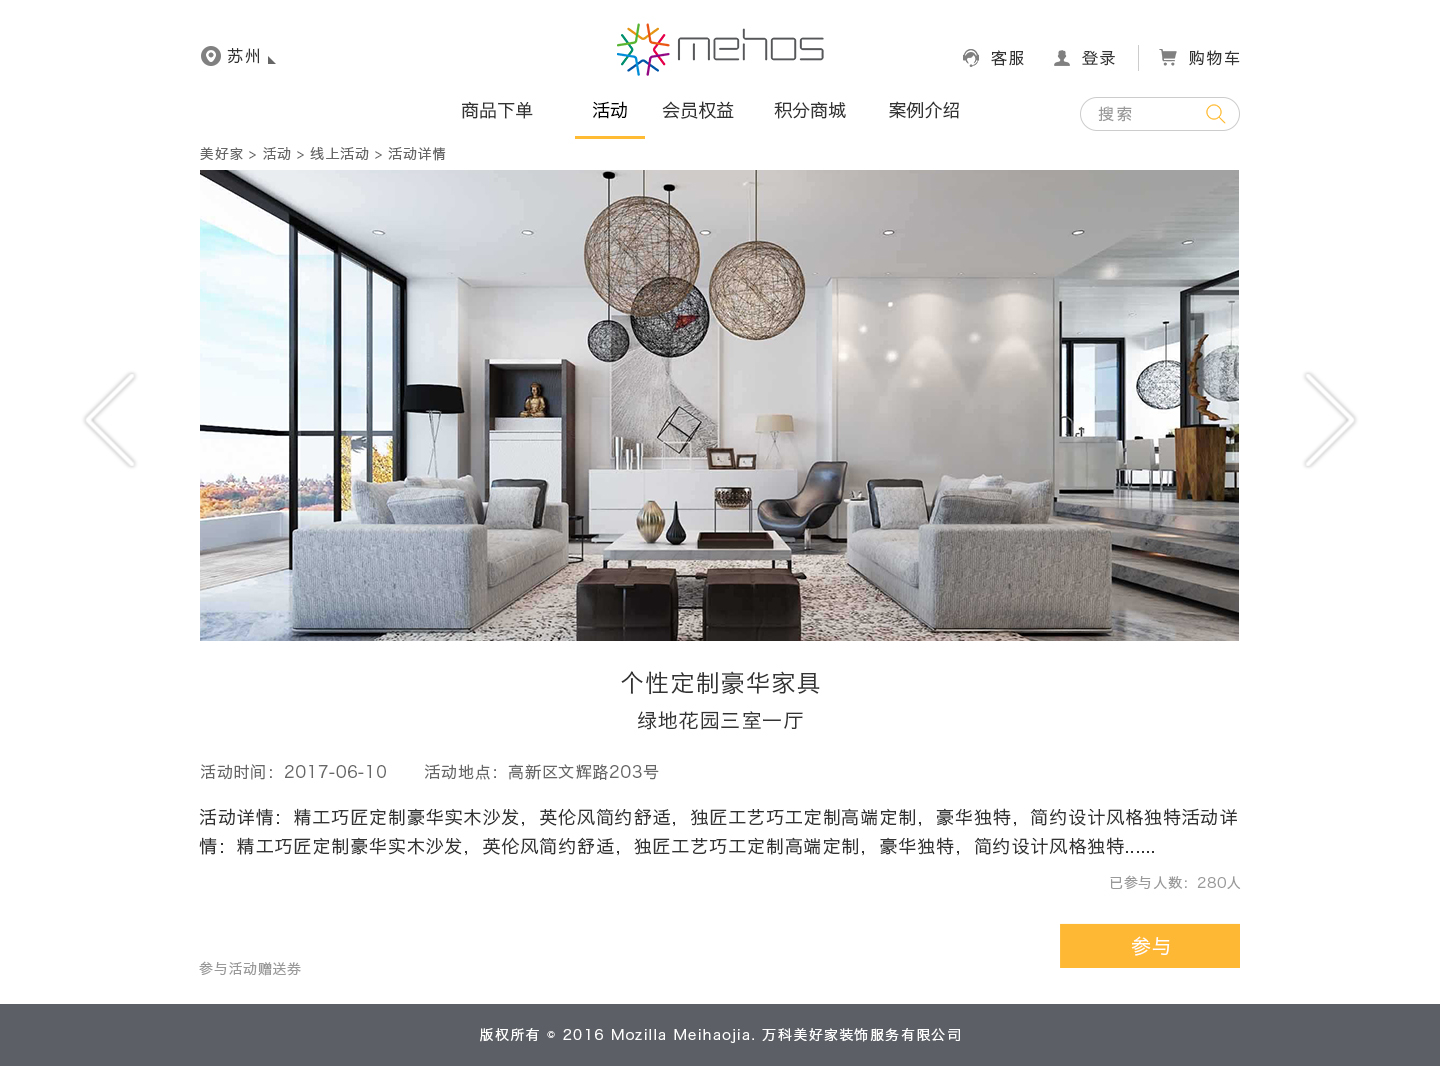 苏州
mehos
客服 登录 购物车
商品下单 活动 会员权益 积分商城 案例介绍
搜索
美好家 > 活动 > 线上活动 > 活动详情
个性定制豪华家具
绿地花园三室一厅
活动时间：2017-06-10 活动地点：高新区文辉路203号
活动详情：精工巧匠定制豪华实木沙发，英伦风简约舒适，独匠工艺巧工定制高端定制，豪华独特，简约设计风格独特活动详
情：精工巧匠定制豪华实木沙发，英伦风简约舒适，独匠工艺巧工定制高端定制，豪华独特，简约设计风格独特......
已参与人数：280人
参与
参与活动赠送券
版权所有 © 2016 Mozilla Meihaojia. 万科美好家装饰服务有限公司